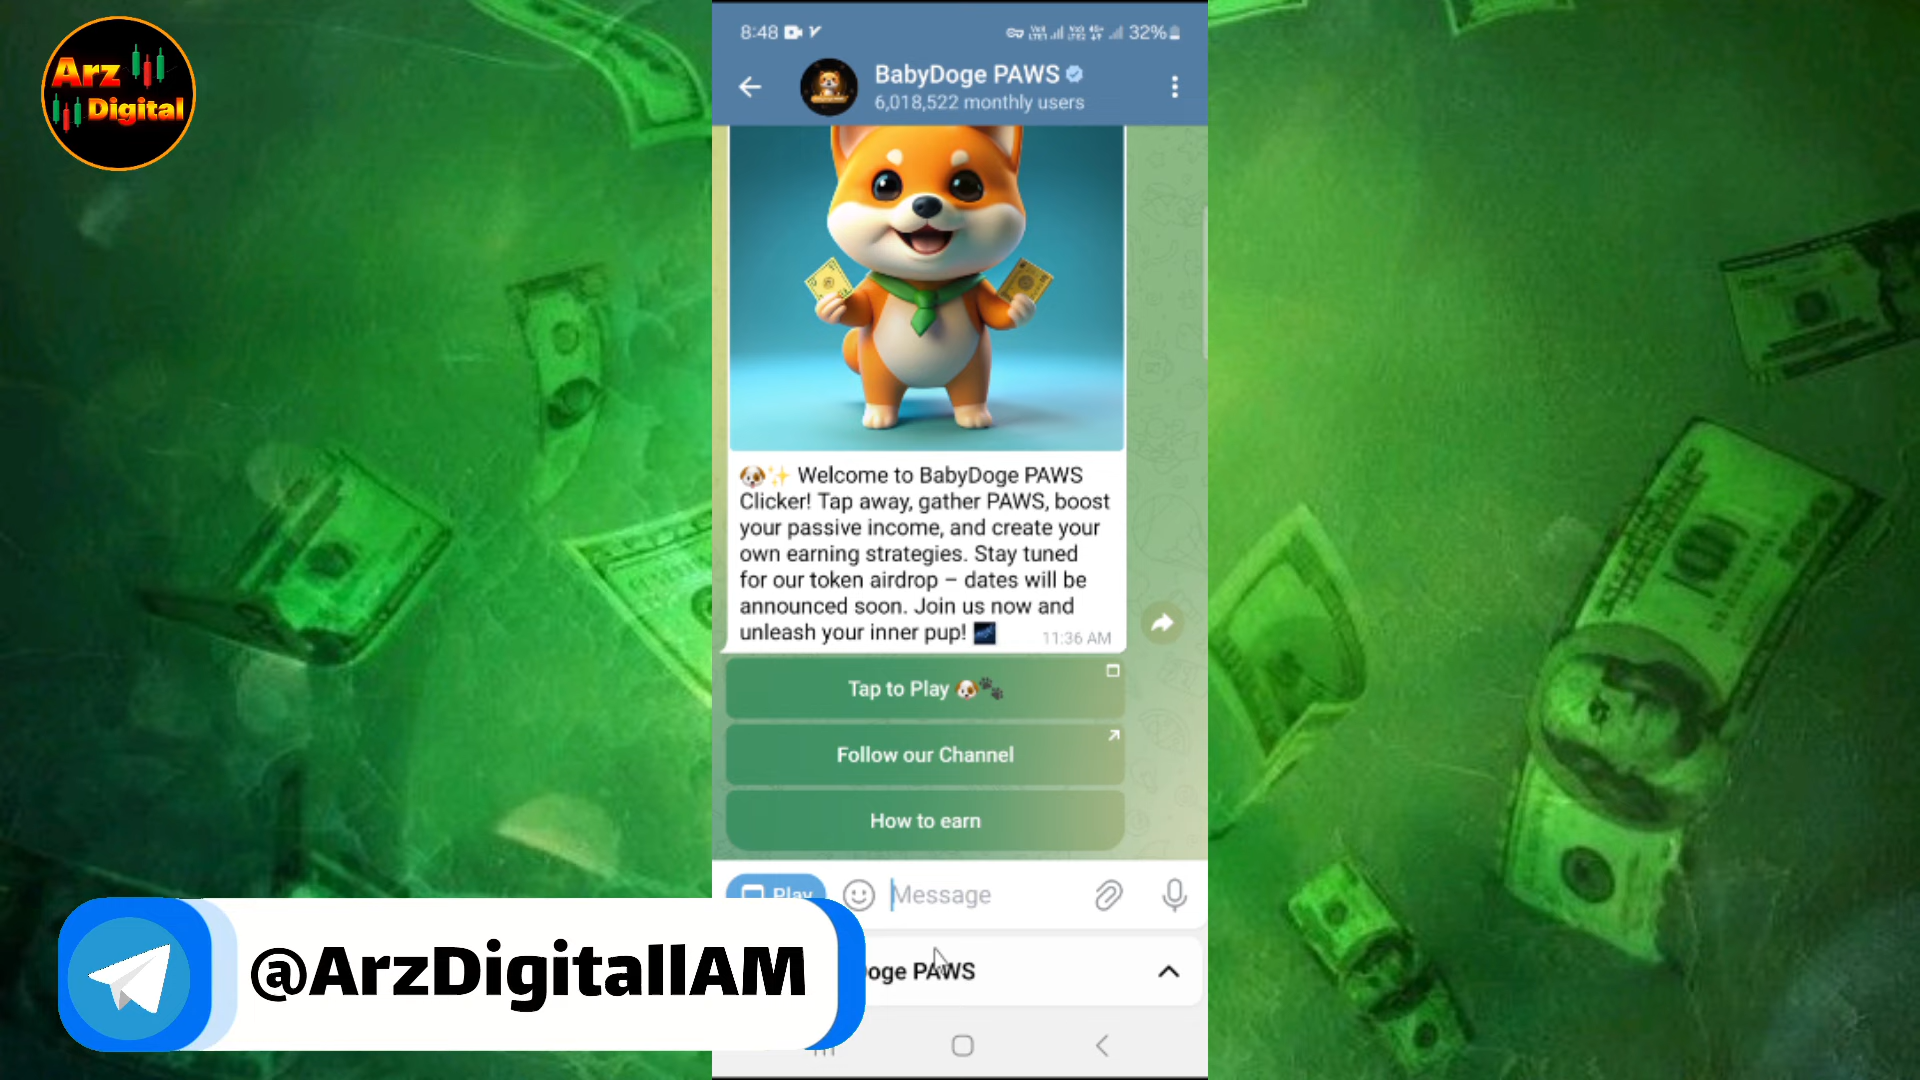 Arz
Digital
8:48
32%
BabyDoge PAWS
6,018,522 monthly users
🐶✨ Welcome to BabyDoge PAWS
Clicker! Tap away, gather PAWS, boost
your passive income, and create your
own earning strategies. Stay tuned
for our token airdrop – dates will be
announced soon. Join us now and
unleash your inner pup! 🌌
11:36 AM
Tap to Play 🐶🐾
Follow our Channel
How to earn
Play
Message
@ArzDigitallAM
oge PAWS